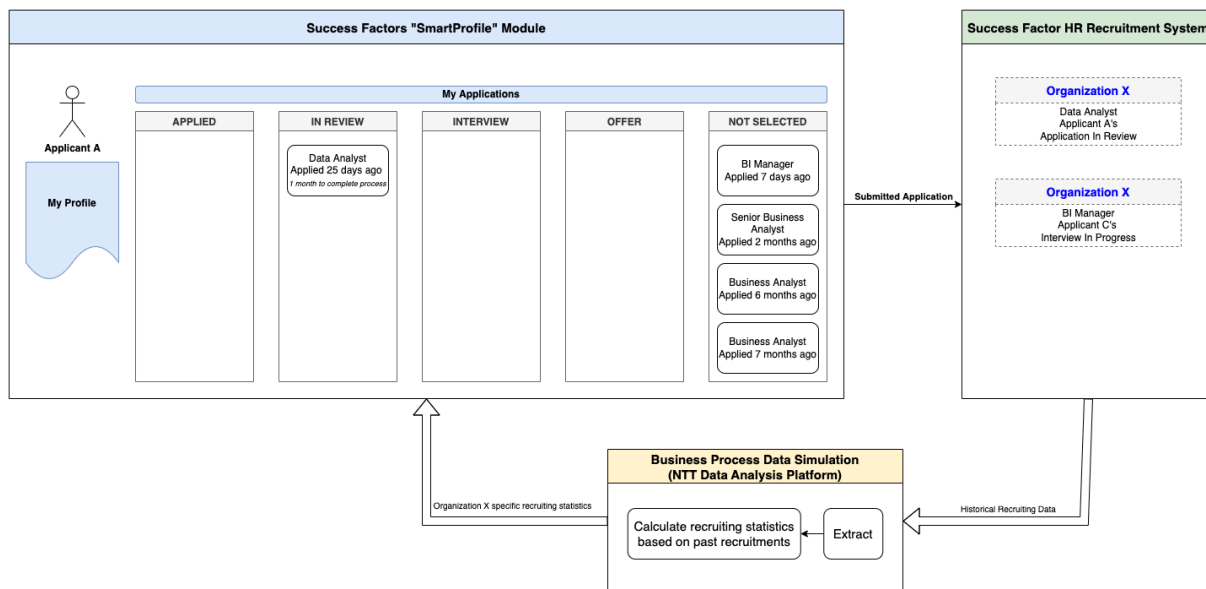 Success Factors "SmartProfile" Module
Applicant A
My Profile
My Applications
APPLIED
IN REVIEW
Data Analyst
Applied 25 days ago
1 month to complete process
INTERVIEW
OFFER
NOT SELECTED
BI Manager
Applied 7 days ago
Senior Business
Analyst
Applied 2 months ago
Business Analyst
Applied 6 months ago
Business Analyst
Applied 7 months ago
Submitted Application
Success Factor HR Recruitment System
Organization X
Data Analyst
Applicant A's
Application In Review
Organization X
BI Manager
Applicant C's
Interview In Progress
Historical Recruiting Data
Business Process Data Simulation
(NTT Data Analysis Platform)
Extract
Calculate recruiting statistics
based on past recruitments
Organization X specific recruiting statistics